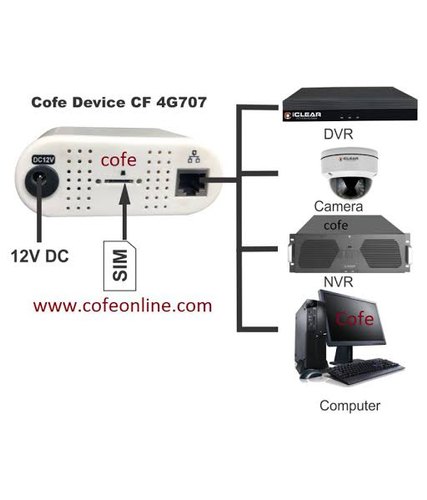 Cofe Device CF 4G707
DC12V
cofe
12V DC
SIM
www.cofeonline.com
iCLEAR
DVR
iCLEAR
Camera
cofe
NVR
Cofe
Computer